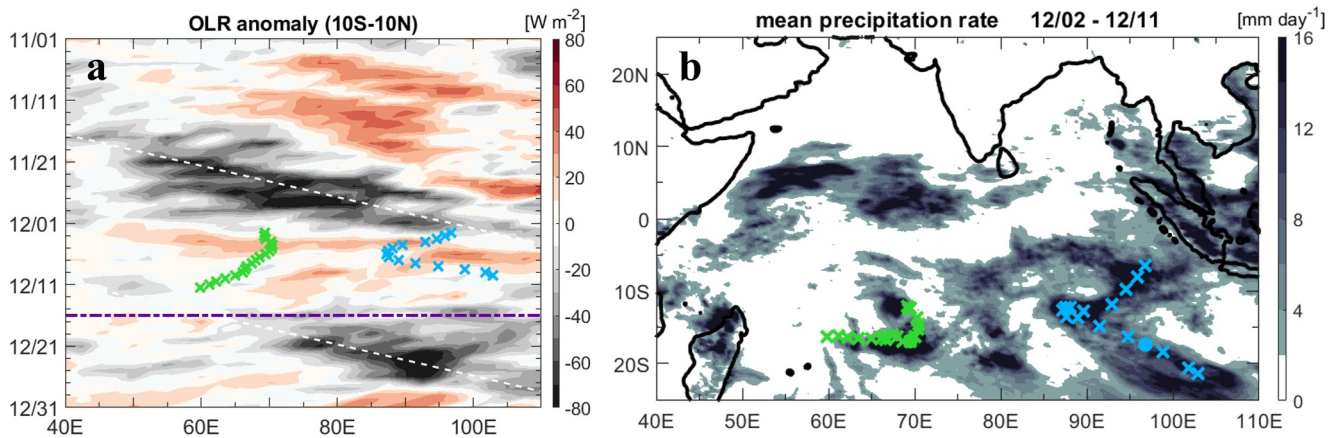 OLR anomaly (10S-10N) [W m-2]
a
11/01
11/11
11/21
12/01
12/11
12/21
12/31
40E 60E 80E 100E
80
60
40
20
0
-20
-40
-60
-80
mean precipitation rate 12/02 - 12/11 [mm day-1]
b
20N
10N
0
10S
20S
40E 50E 60E 70E 80E 90E 100E 110E
16
12
8
4
0